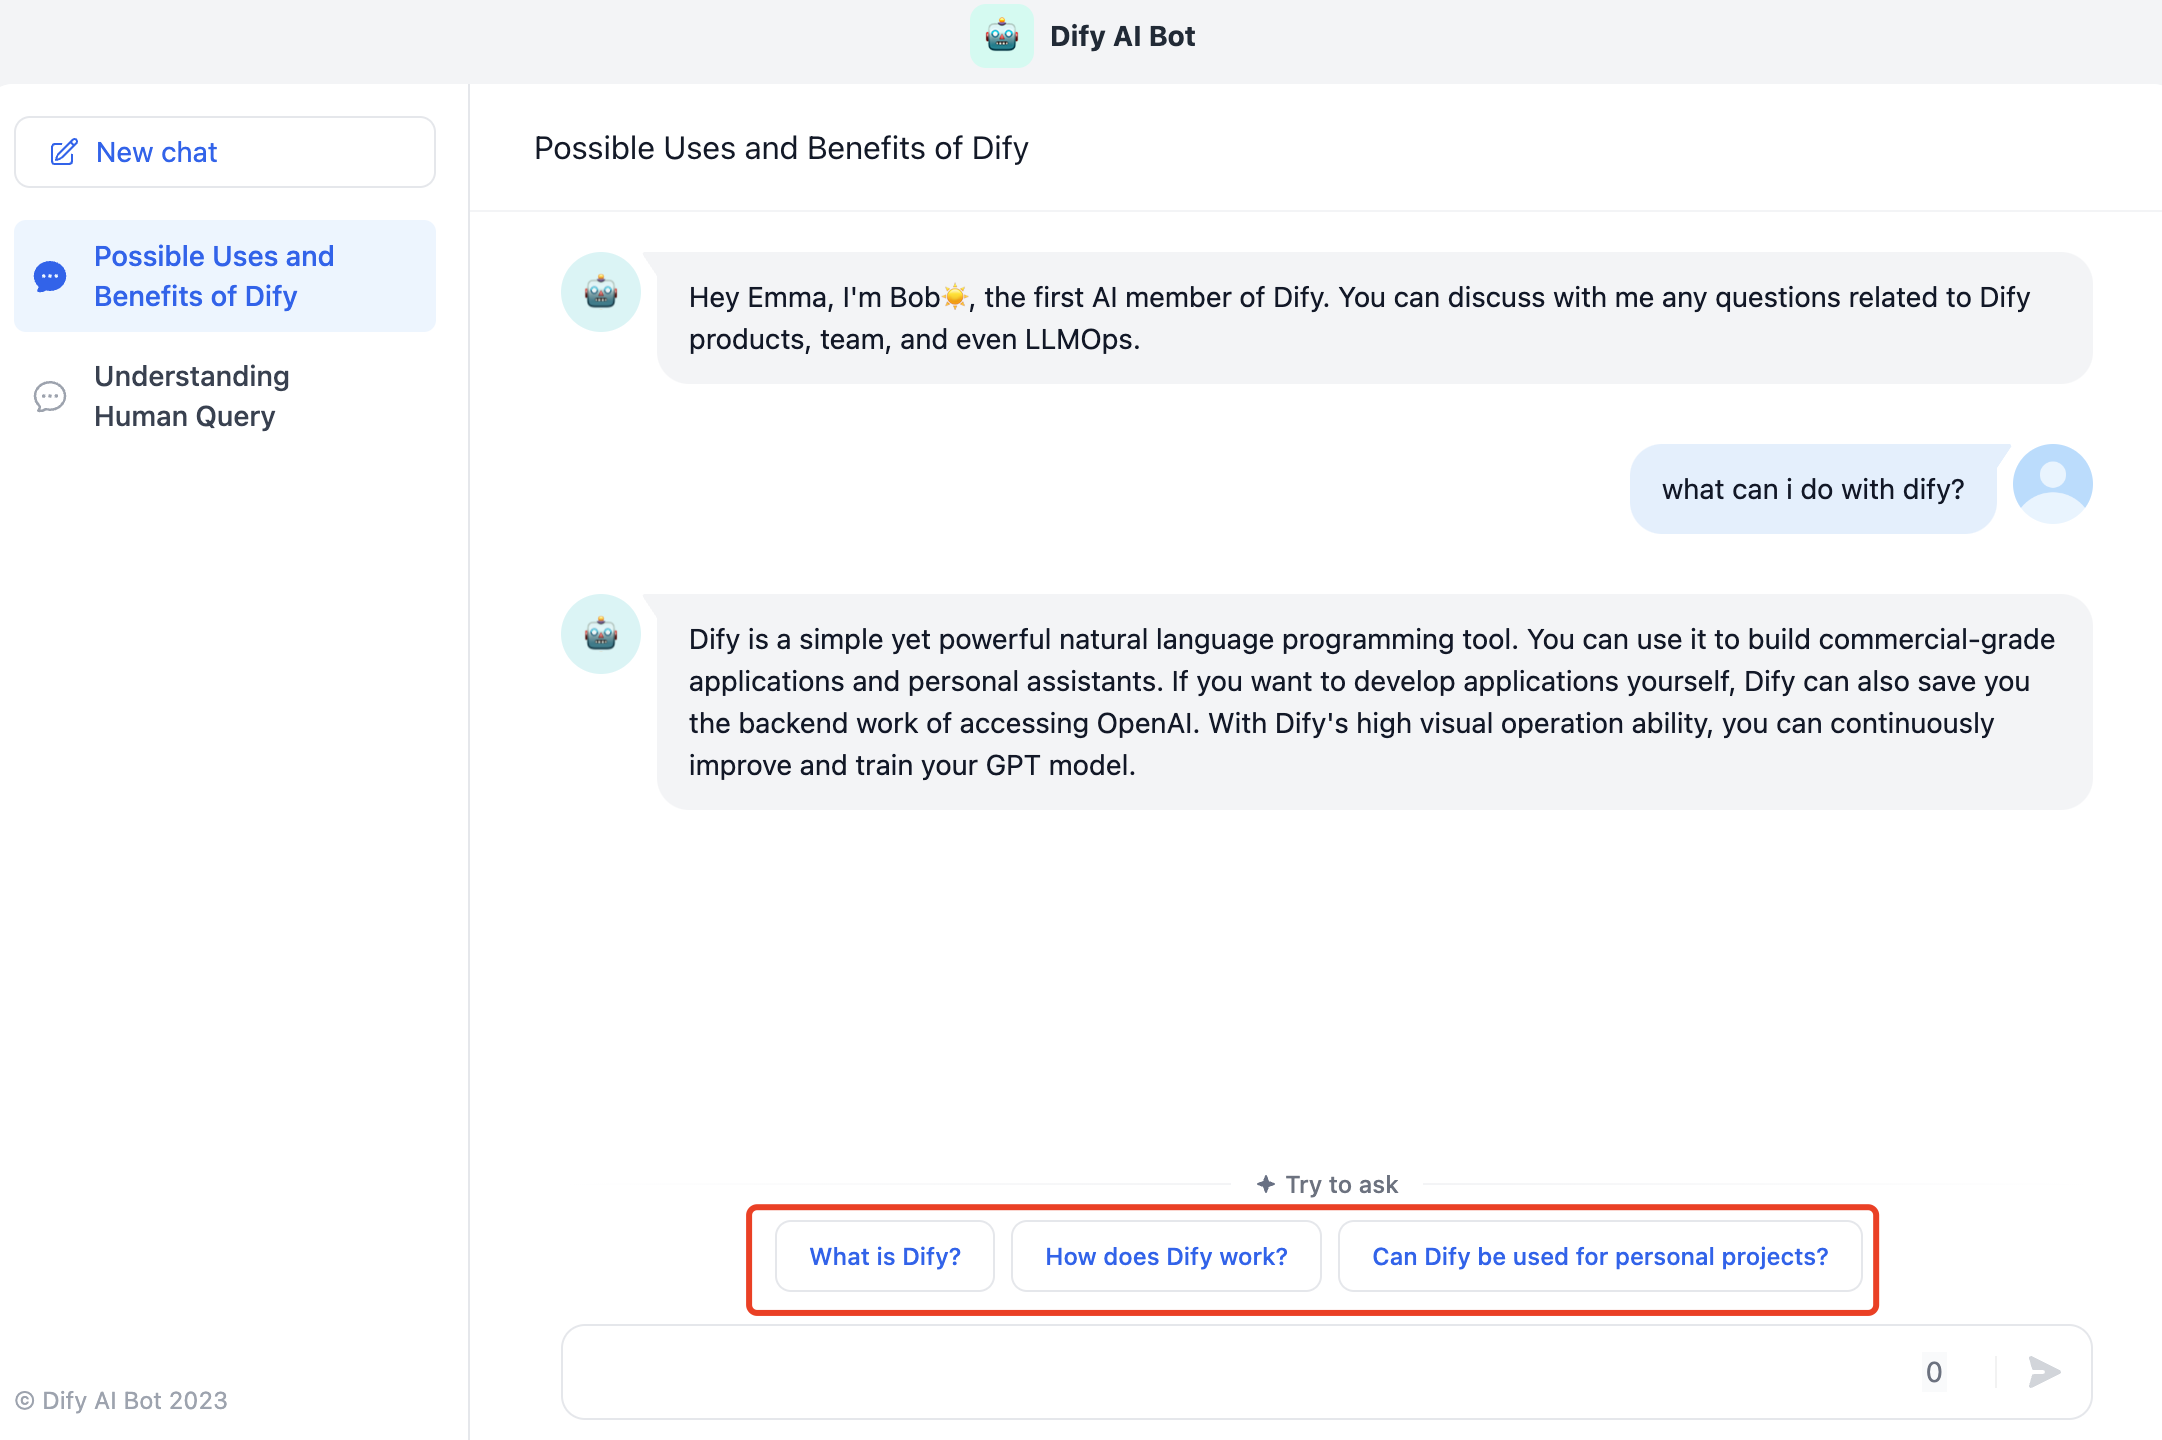 Dify AI Bot
New chat
Possible Uses and
Benefits of Dify
Understanding
Human Query
© Dify AI Bot 2023
Possible Uses and Benefits of Dify
Hey Emma, I'm Bob☀️, the first AI member of Dify. You can discuss with me any questions related to Dify
products, team, and even LLMOps.
what can i do with dify?
Dify is a simple yet powerful natural language programming tool. You can use it to build commercial-grade
applications and personal assistants. If you want to develop applications yourself, Dify can also save you
the backend work of accessing OpenAI. With Dify's high visual operation ability, you can continuously
improve and train your GPT model.
Try to ask
What is Dify?
How does Dify work?
Can Dify be used for personal projects?
0